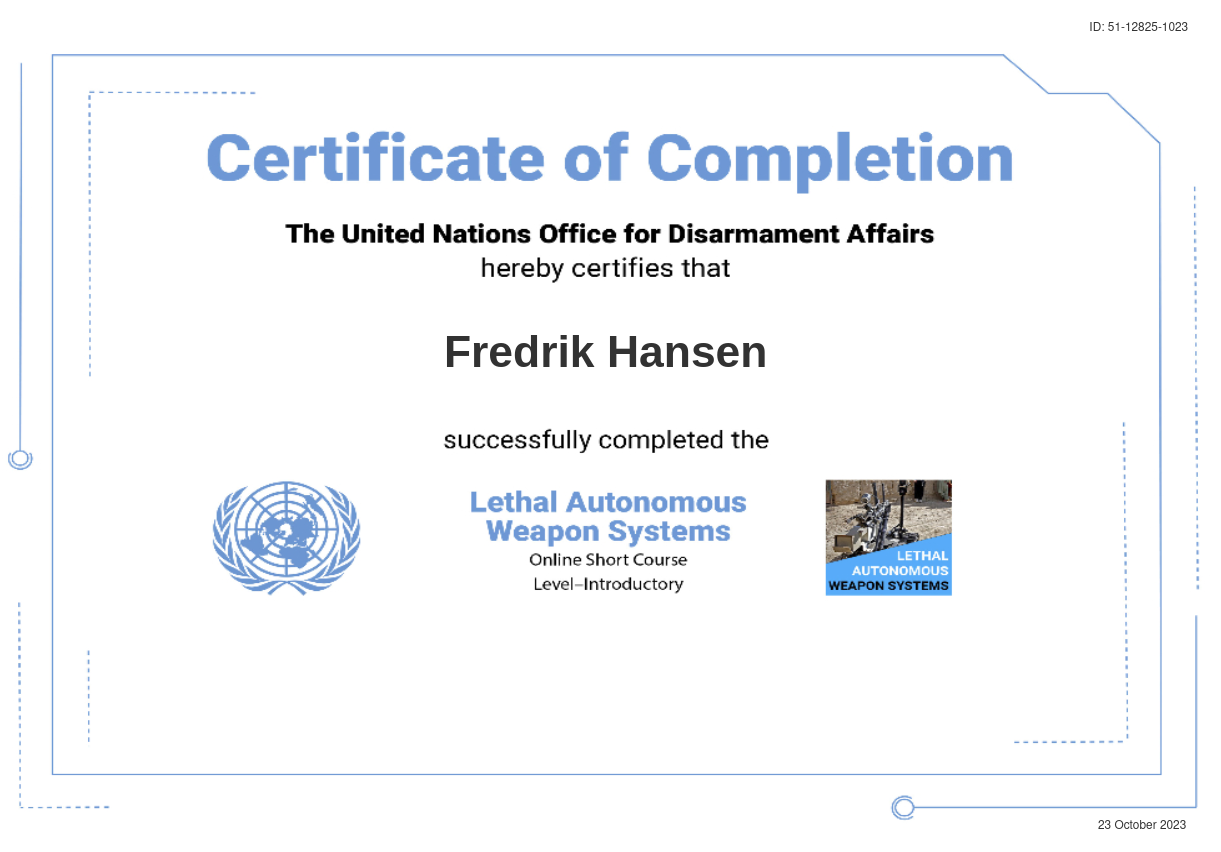 ID: 51-12825-1023
Certificate of Completion
The United Nations Office for Disarmament Affairs
hereby certifies that
Fredrik Hansen
successfully completed the
Lethal Autonomous
Weapon Systems
Online Short Course
Level–Introductory
LETHAL
AUTONOMOUS
WEAPON SYSTEMS
23 October 2023